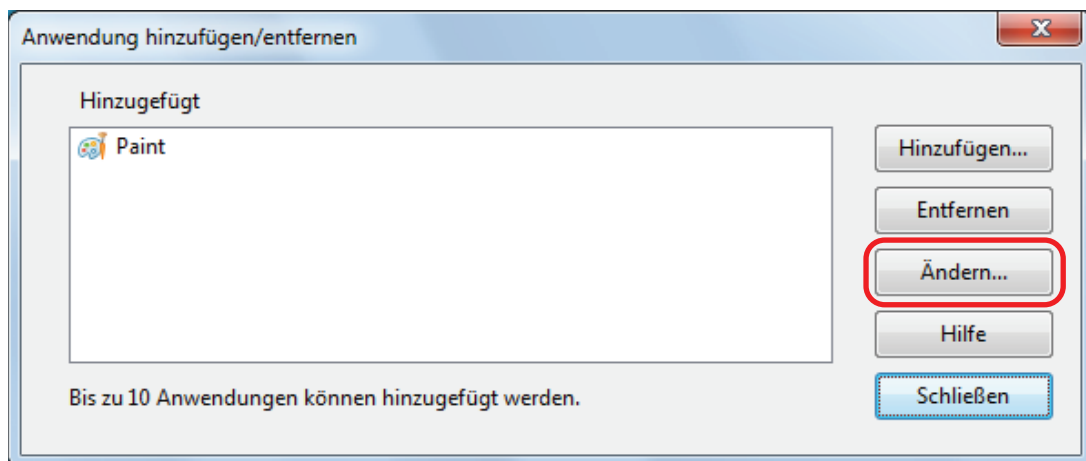 Anwendung hinzufügen/entfernen
Hinzugefügt
Paint
Hinzufügen...
Entfernen
Ändern...
Hilfe
Schließen
Bis zu 10 Anwendungen können hinzugefügt werden.